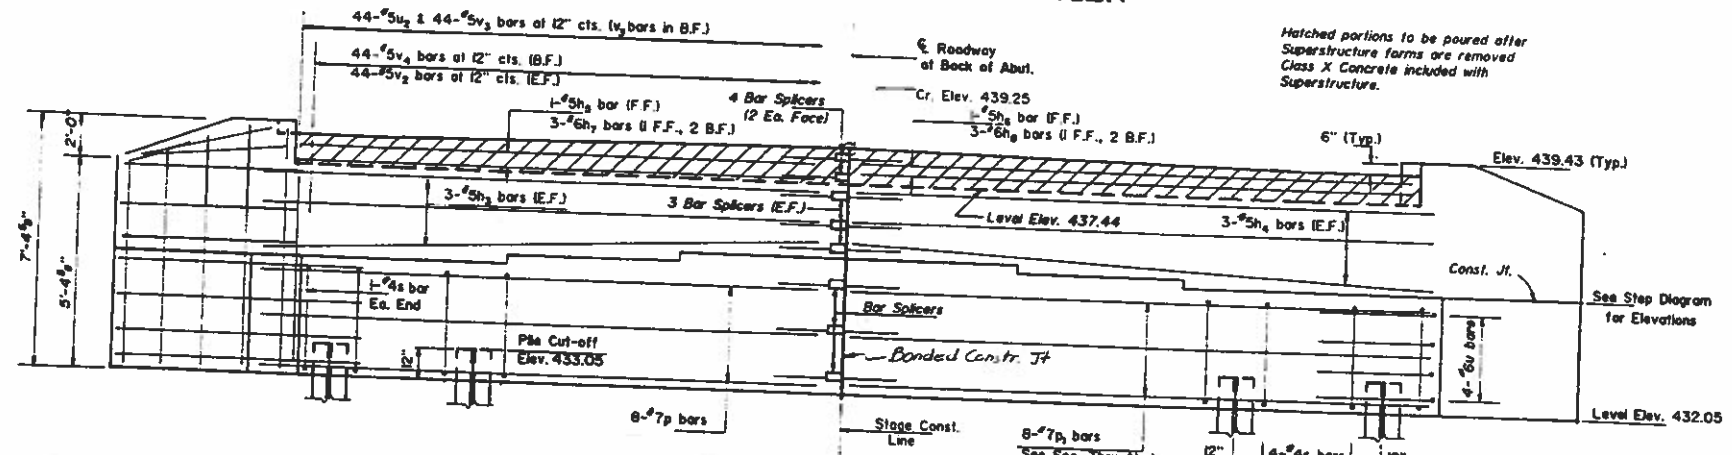 44-#5u2 & 44-#5v3 bars at 12" cts. (v3 bars in B.F.)
44-#5v4 bars at 12" cts. (B.F.)
44-#5v2 bars at 12" cts. (E.F.)
℄ Roadway
at Back of Abut.
Cr. Elev. 439.25
Hatched portions to be poured after
Superstructure forms are removed
Class X Concrete included with
Superstructure.
4 Bar Splicers
(2 Ea. Face)
bar (F.F.)
3-#6h7 bars (1 F.F., 2 B.F.)
bar (F.F.)
3-#6h8 bars (1 F.F., 2 B.F.)
6" (Typ.)
Elev. 439.43 (Typ.)
2'-0"
7'-4⅜"
5'-4⅜"
3-#5h3 bars (E.F.)
3 Bar Splicers (E.F.)
Level Elev. 437.44
3-#5h4 bars (E.F.)
Const. Jt.
See Step Diagram
for Elevations
1-#4s bar
Ea. End
Bar Splicers
Pile Cut-off
Elev. 433.05
12"
Bonded Constr. Jt
4-#6u bars
Level Elev. 432.05
8-#7p bars
Stage Const.
Line
8-#7p1 bars
12"
4-#4s bars